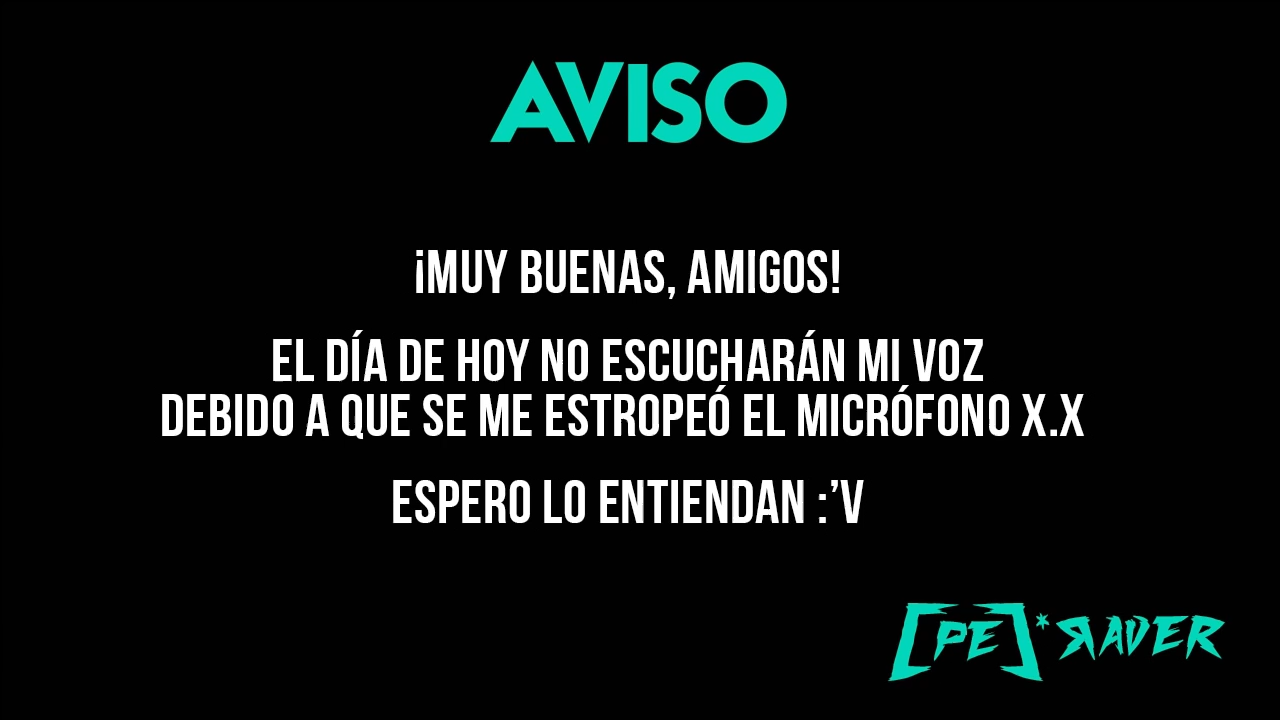 AVISO
¡MUY BUENAS, AMIGOS!
EL DÍA DE HOY NO ESCUCHARÁN MI VOZ
DEBIDO A QUE SE ME ESTROPEÓ EL MICRÓFONO X.X
ESPERO LO ENTIENDAN :’V
[PE]*RAVER